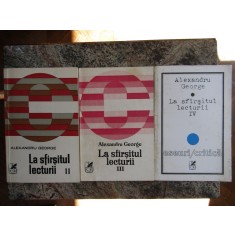 ALEXANDRU GEORGE
La sfîrşitul
lecturii II
Alexandru George
La sfîrşitul
lecturii
III
Alexandru
George
La sfîrşitul
lecturii
IV
eseuri/critică